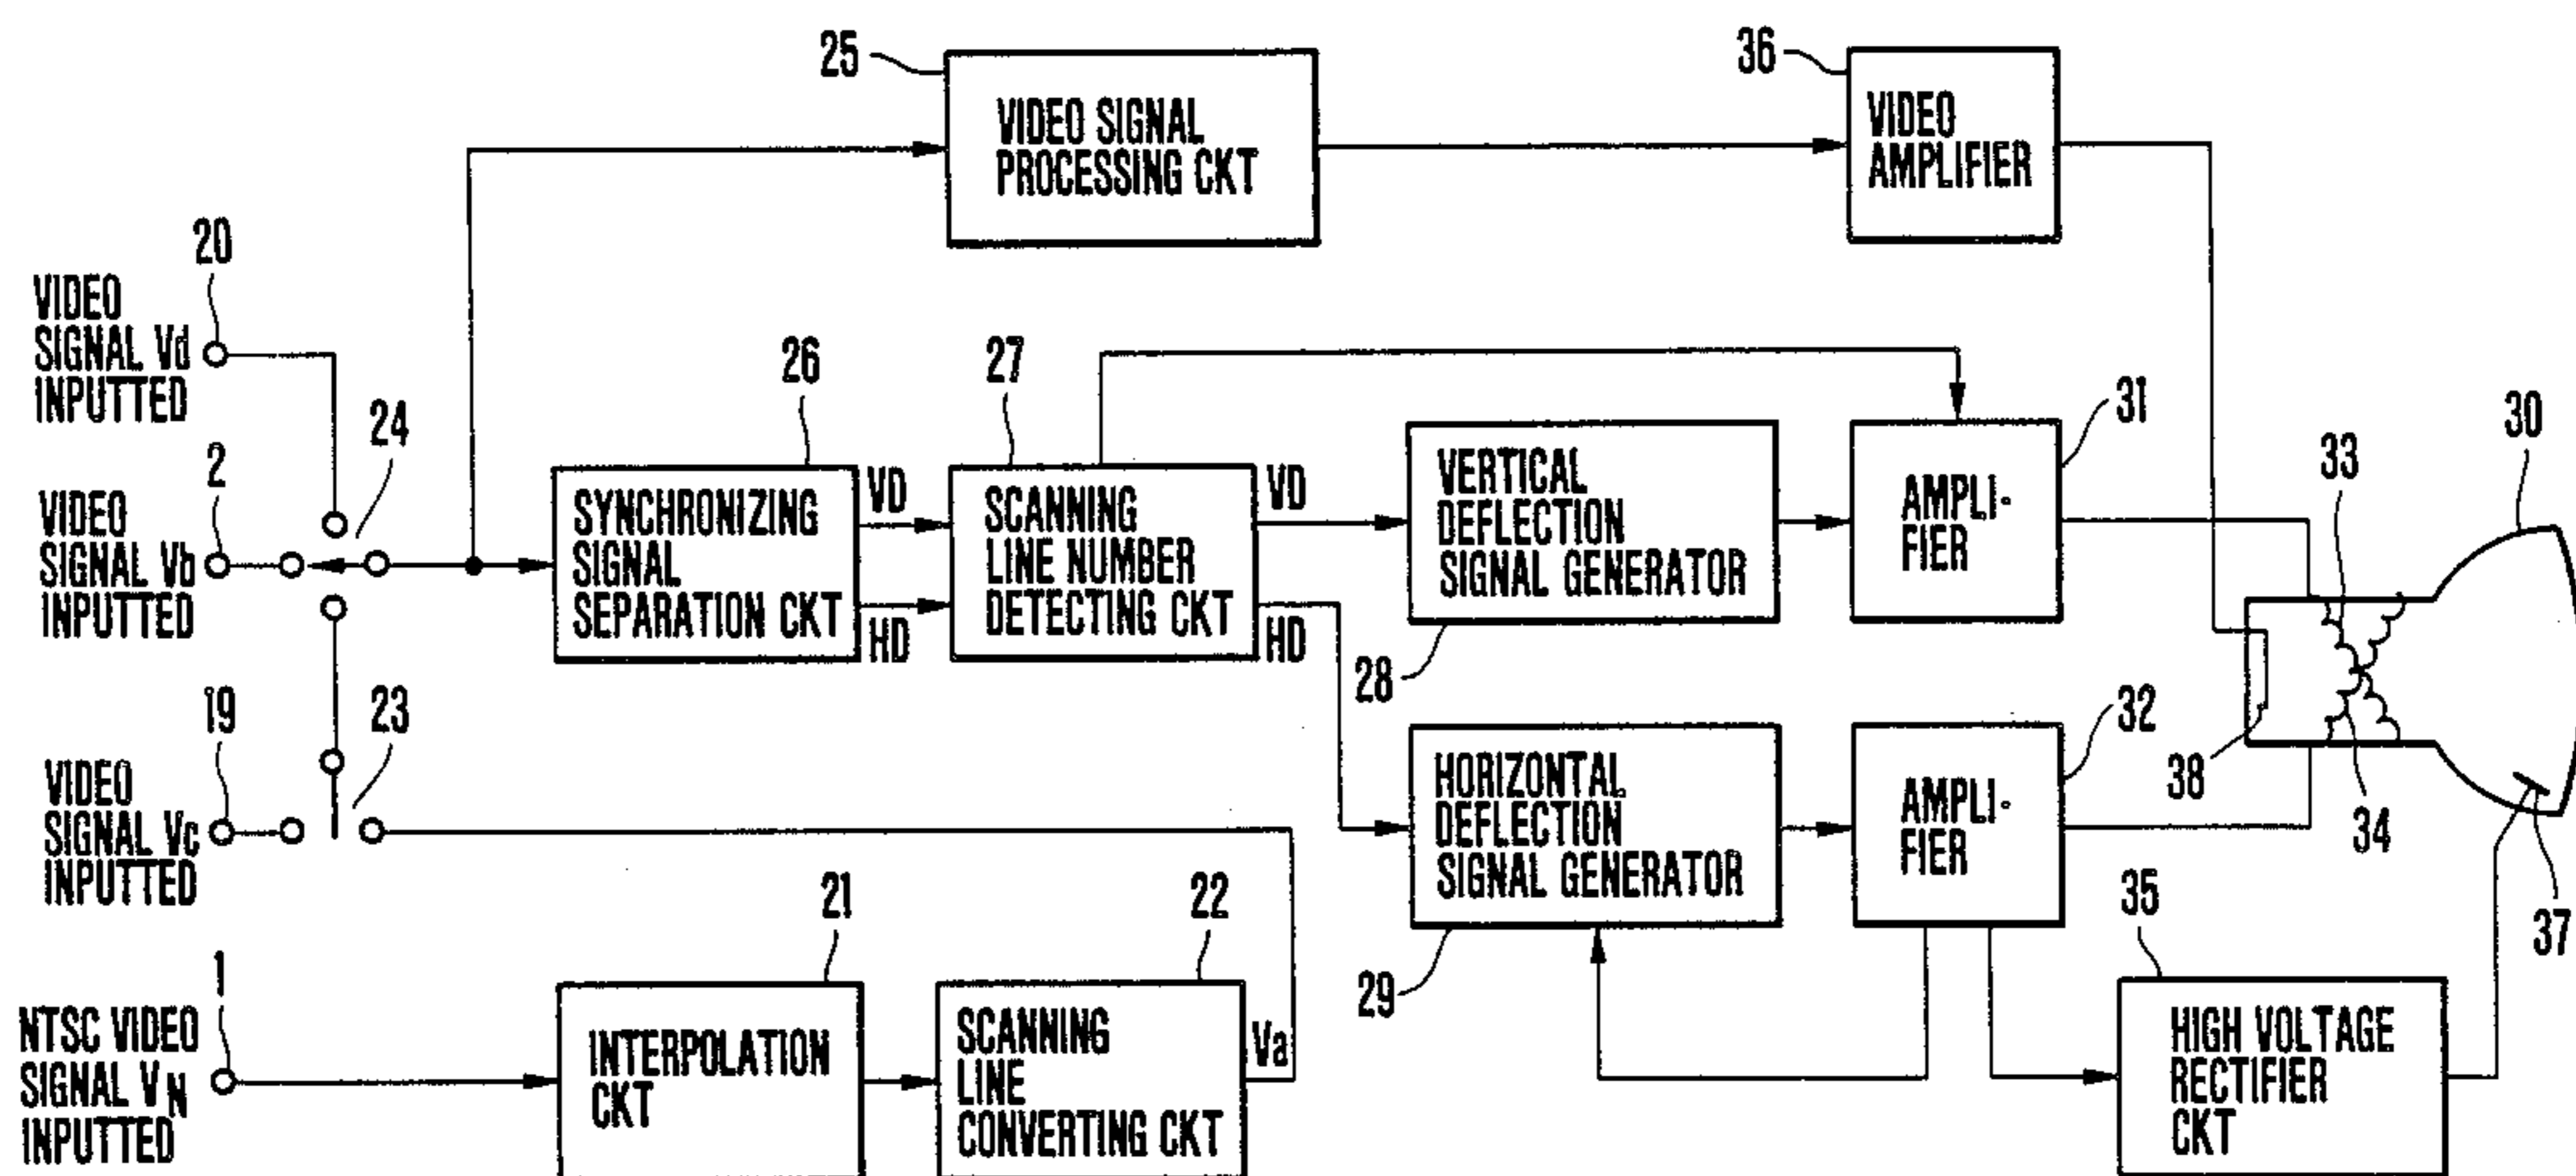 25
VIDEO SIGNAL
PROCESSING CKT
36
VIDEO
AMPLIFIER
20
VIDEO
SIGNAL Vd
INPUTTED
24
2
VIDEO
SIGNAL Vb
INPUTTED
26
SYNCHRONIZING
SIGNAL
SEPARATION CKT
VD
HD
27
SCANNING
LINE NUMBER
DETECTING CKT
VD
HD
VERTICAL
DEFLECTION
SIGNAL GENERATOR
28
AMPLI-
FIER
31
33
30
19
VIDEO
SIGNAL Vc
INPUTTED
23
HORIZONTAL
DEFLECTION
SIGNAL GENERATOR
29
AMPLI-
FIER
32
38
34
37
1
NTSC VIDEO
SIGNAL VN
INPUTTED
21
INTERPOLATION
CKT
22
SCANNING
LINE
CONVERTING CKT
Va
35
HIGH VOLTAGE
RECTIFIER
CKT